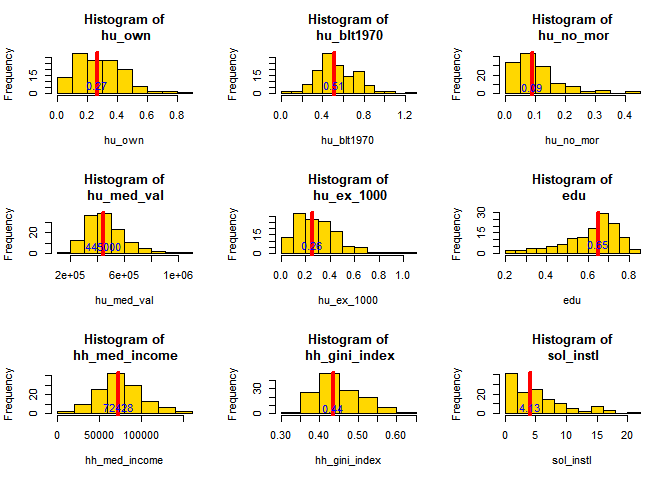 Histogram of
hu_own
Frequency
0 15
0.27
0.0 0.2 0.4 0.6 0.8
hu_own
Histogram of
hu_blt1970
Frequency
0 15
0.51
0.0 0.4 0.8 1.2
hu_blt1970
Histogram of
hu_no_mor
Frequency
0 40
0.09
0.0 0.1 0.2 0.3 0.4
hu_no_mor
Histogram of
hu_med_val
Frequency
0 20
445000
2e+05 6e+05 1e+06
hu_med_val
Histogram of
hu_ex_1000
Frequency
0 15
0.26
0.0 0.2 0.4 0.6 0.8 1.0
hu_ex_1000
Histogram of
edu
Frequency
0 15 30
0.65
0.2 0.4 0.6 0.8
edu
Histogram of
hh_med_income
Frequency
0 20
72428
0 50000 100000
hh_med_income
Histogram of
hh_gini_index
Frequency
0 30
0.44
0.30 0.40 0.50 0.60
hh_gini_index
Histogram of
sol_instl
Frequency
0 20
4.13
0 5 10 15 20
sol_instl